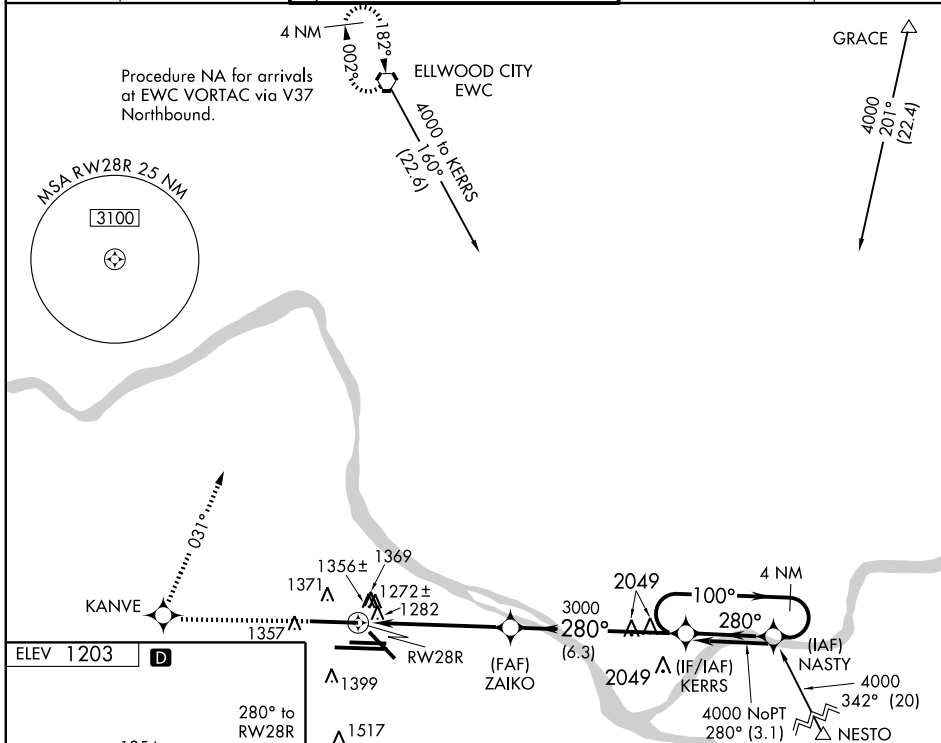 4 NM
182°
002°
ELLWOOD CITY
EWC
GRACE
Procedure NA for arrivals
at EWC VORTAC via V37
Northbound.
4000 to KERRS
160°
(22.6)
4000
201°
(22.4)
MSA RW28R 25 NM
3100
031°
1356±
1369
1371
1272±
1282
KANVE
1357
RW28R
3000
280°
(6.3)
(FAF)
ZAIKO
2049
2049
100°
4 NM
280°
(IF/IAF)
KERRS
(IAF)
NASTY
4000 NoPT
280° (3.1)
4000
342° (20)
NESTO
ELEV 1203
D
1399
1517
280° to
RW28R